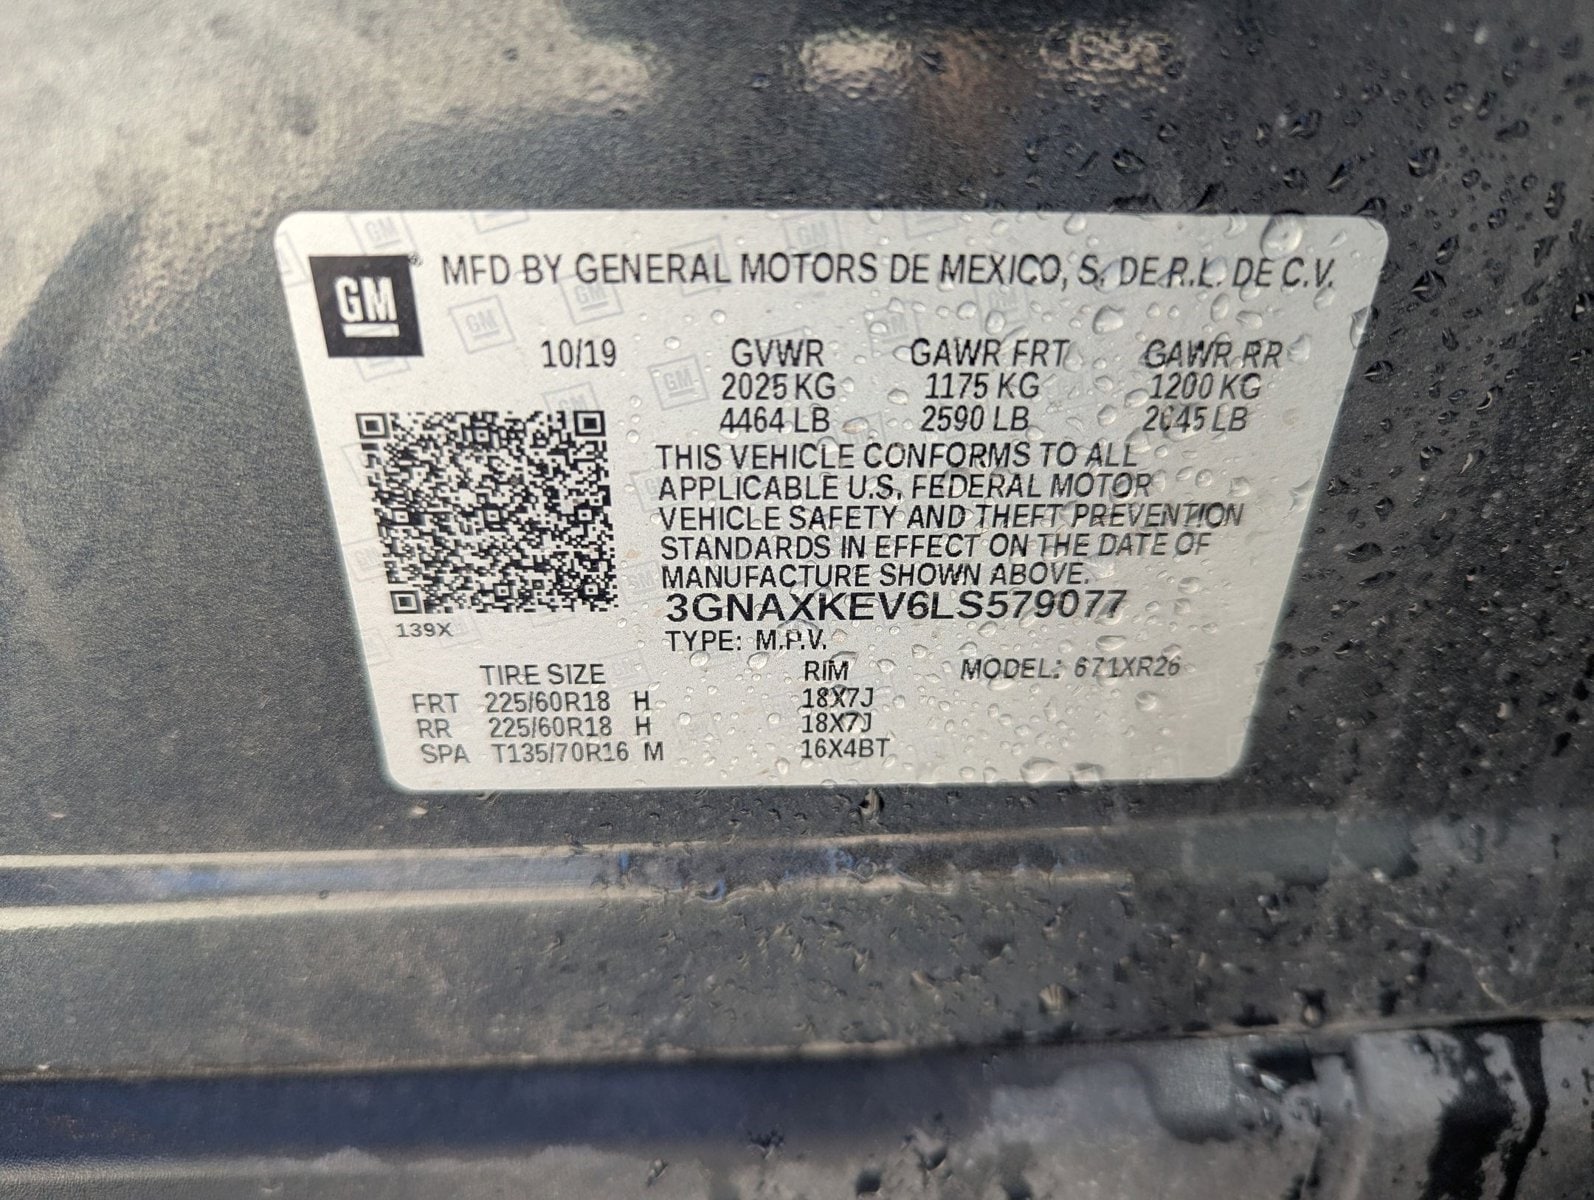 GM
MFD BY GENERAL MOTORS DE MEXICO, S. DE R.L. DE C.V.
10/19 GVWR GAWR FRT GAWR RR
2025 KG 1175 KG 1200 KG
4464 LB 2590 LB 2645 LB
THIS VEHICLE CONFORMS TO ALL
APPLICABLE U.S. FEDERAL MOTOR
VEHICLE SAFETY AND THEFT PREVENTION
STANDARDS IN EFFECT ON THE DATE OF
MANUFACTURE SHOWN ABOVE.
3GNAXKEV6LS579077
139X
TYPE: M.P.V.
TIRE SIZE RIM MODEL: 671XR26
FRT 225/60R18 H 18X7J
RR 225/60R18 H 18X7J
SPA T135/70R16 M 16X4BT